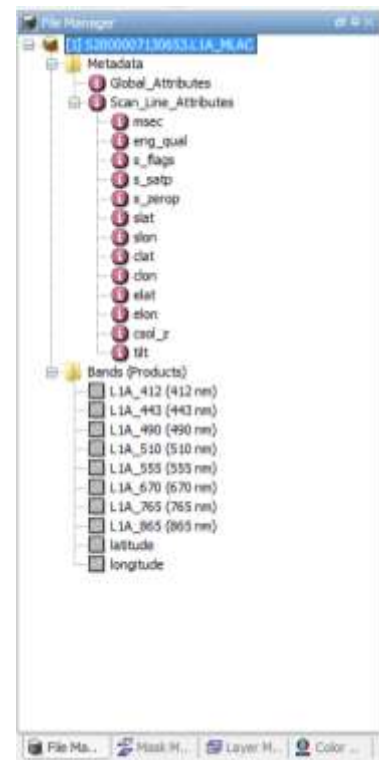 File Manager
[1] S2000007130653.L1A_MLAC
Metadata
Global_Attributes
Scan_Line_Attributes
msec
eng_qual
s_flags
s_satp
s_zerop
slat
slon
clat
clon
elat
elon
csol_z
tilt
Bands (Products)
L1A_412 (412 nm)
L1A_443 (443 nm)
L1A_490 (490 nm)
L1A_510 (510 nm)
L1A_555 (555 nm)
L1A_670 (670 nm)
L1A_765 (765 nm)
L1A_865 (865 nm)
latitude
longitude
File Ma... Mask M... Layer M... Color ...